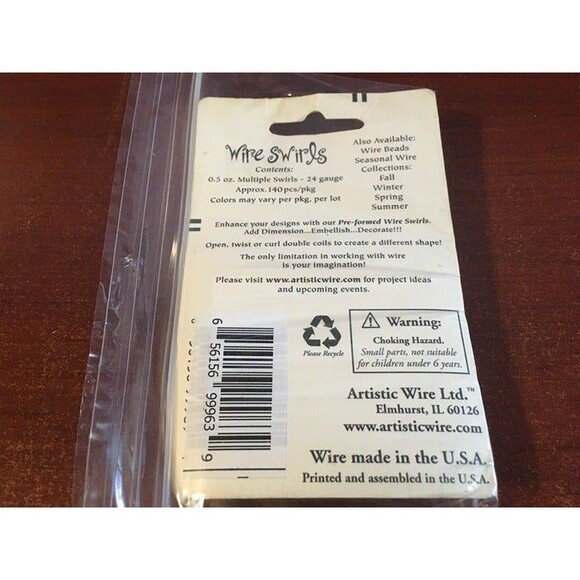 Wire Swirls
Contents:
0.5 oz. Multiple Swirls - 24 gauge
Approx. 140 pcs/pkg
Colors may vary per pkg, per lot
Also Available:
Wire Beads
Seasonal Wire
Collections:
Fall
Winter
Spring
Summer
Enhance your designs with our Pre-formed Wire Swirls.
Add Dimension...Embellish...Decorate!!!
Open, twist or curl double coils to create a different shape!
The only limitation in working with wire
is your imagination!
Please visit www.artisticwire.com for project ideas
and upcoming events.
6 56156 99963 9
Please Recycle
Warning:
Choking Hazard.
Small parts, not suitable
for children under 6 years.
Artistic Wire Ltd.™
Elmhurst, IL 60126
www.artisticwire.com
Wire made in the U.S.A.
Printed and assembled in the U.S.A.